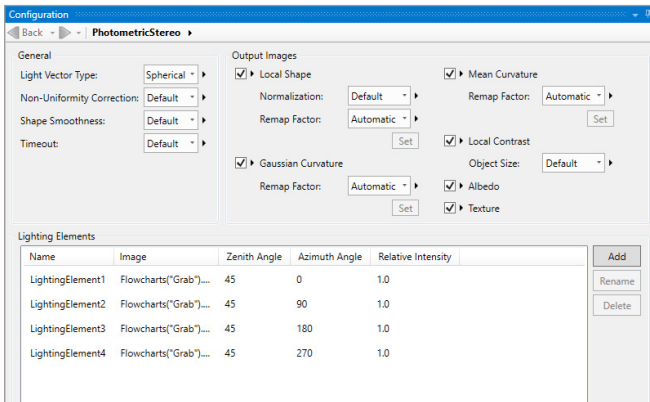 Configuration
Back PhotometricStereo
General
Light Vector Type: Spherical
Non-Uniformity Correction: Default
Shape Smoothness: Default
Timeout: Default
Output Images
Local Shape
Normalization: Default
Remap Factor: Automatic
Set
Gaussian Curvature
Remap Factor: Automatic
Set
Mean Curvature
Remap Factor: Automatic
Set
Local Contrast
Object Size: Default
Albedo
Texture
Lighting Elements
Name Image Zenith Angle Azimuth Angle Relative Intensity
LightingElement1 Flowcharts("Grab").... 45 0 1.0
LightingElement2 Flowcharts("Grab").... 45 90 1.0
LightingElement3 Flowcharts("Grab").... 45 180 1.0
LightingElement4 Flowcharts("Grab").... 45 270 1.0
Add
Rename
Delete